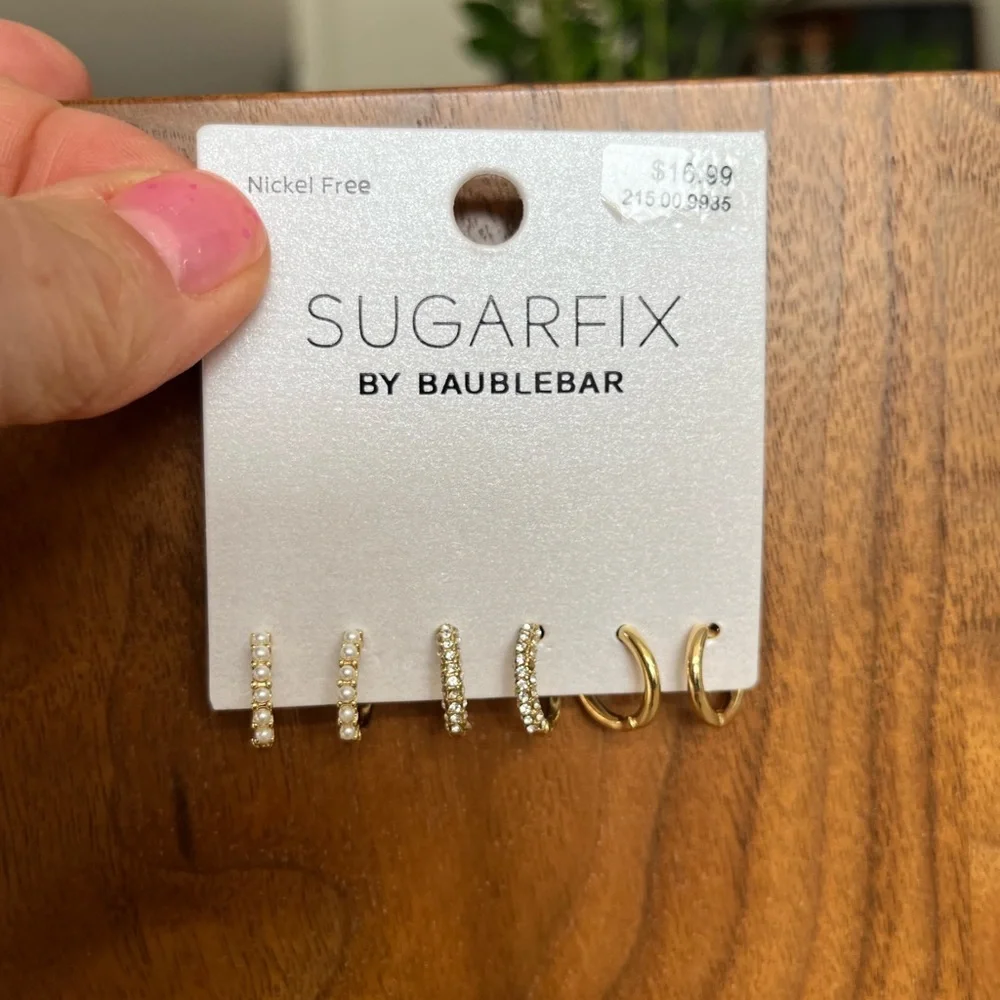 Nickel Free
$16.99
215 00 9935
SUGARFIX
BY BAUBLEBAR